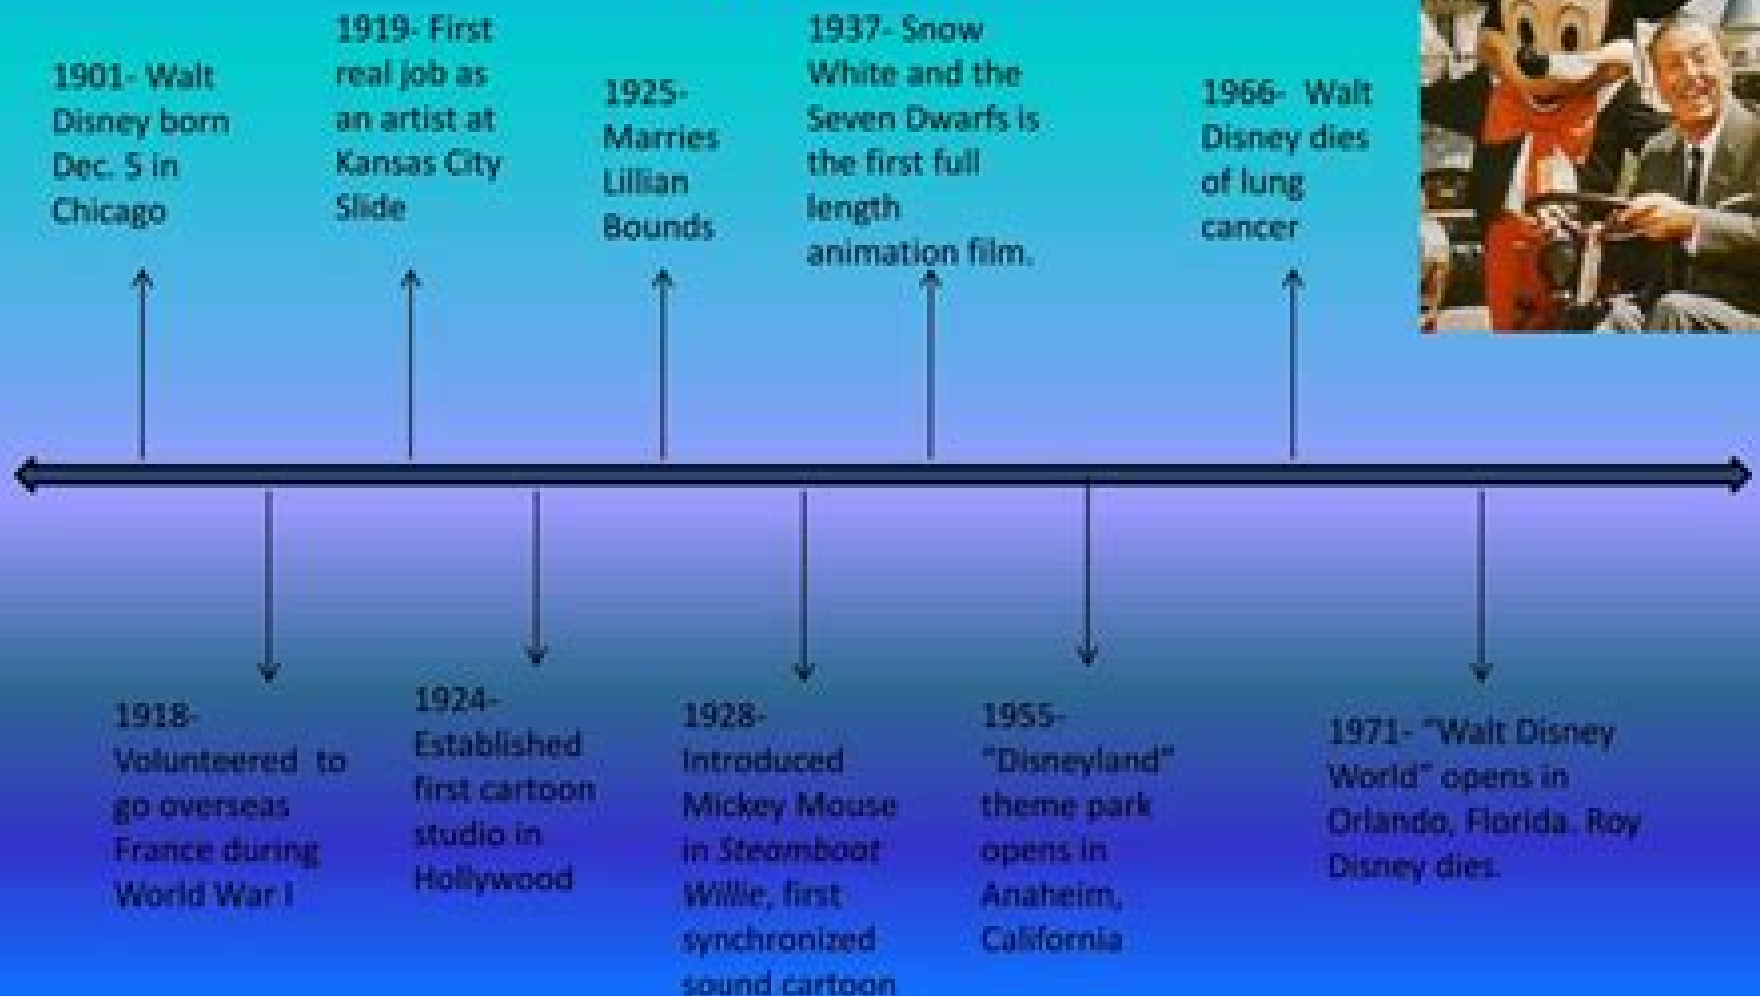 1901- Walt
Disney born
Dec. 5 in
Chicago
1919- First
real job as
an artist at
Kansas City
Slide
1925-
Marries
Lillian
Bounds
1937- Snow
White and the
Seven Dwarfs is
the first full
length
animation film.
1966- Walt
Disney dies
of lung
cancer
1918-
Volunteered to
go overseas
France during
World War I
1924-
Established
first cartoon
studio in
Hollywood
1928-
Introduced
Mickey Mouse
in Steamboat
Willie, first
synchronized
sound cartoon
1955-
"Disneyland"
theme park
opens in
Anaheim,
California
1971- "Walt Disney
World" opens in
Orlando, Florida. Roy
Disney dies.